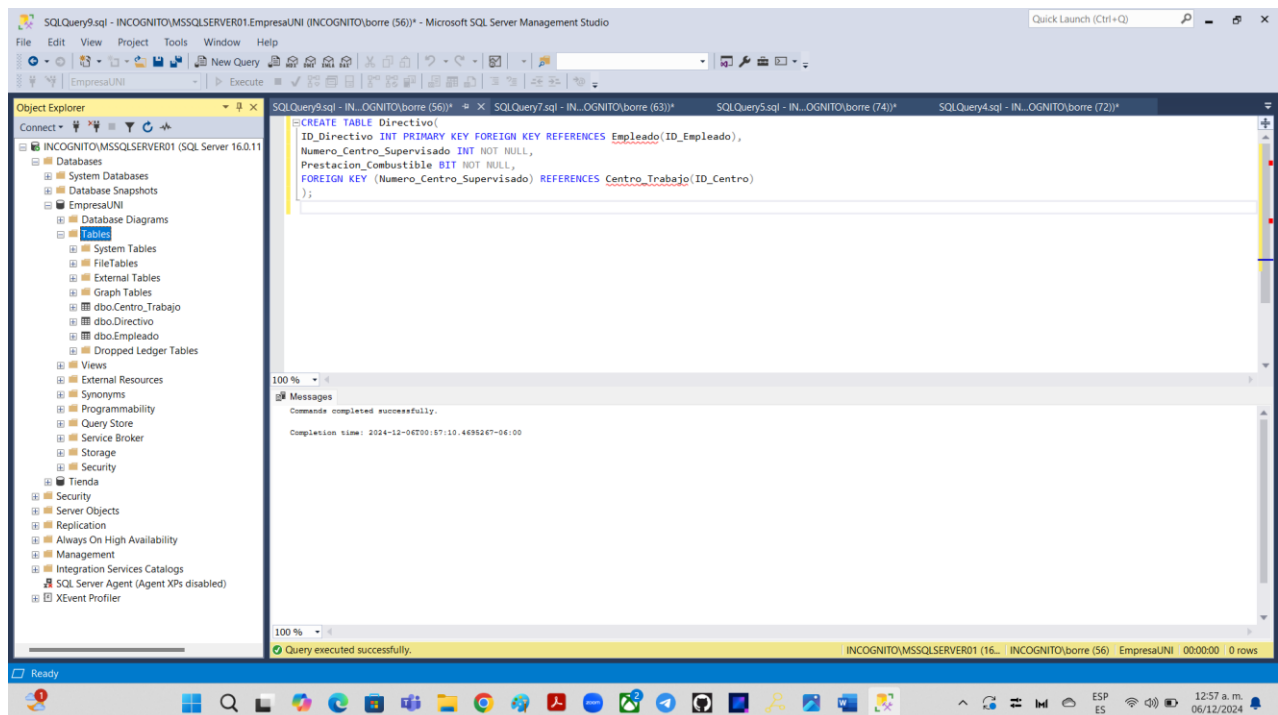 SQLQuery9.sql - INCOGNITO\MSSQLSERVER01.EmpresaUNI (INCOGNITO\borre (56))* - Microsoft SQL Server Management Studio
Quick Launch (Ctrl+Q)
File Edit View Project Tools Window Help
New Query
EmpresaUNI
Execute
Object Explorer
SQLQuery9.sql - IN...OGNITO\borre (56))*
SQLQuery7.sql - IN...OGNITO\borre (63))*
SQLQuery5.sql - IN...OGNITO\borre (74))*
SQLQuery4.sql - IN...OGNITO\borre (72))*
Connect
INCOGNITO\MSSQLSERVER01 (SQL Server 16.0.11
Databases
System Databases
Database Snapshots
EmpresaUNI
Database Diagrams
Tables
System Tables
FileTables
External Tables
Graph Tables
dbo.Centro_Trabajo
dbo.Directivo
dbo.Empleado
Dropped Ledger Tables
Views
External Resources
Synonyms
Programmability
Query Store
Service Broker
Storage
Security
Tienda
Security
Server Objects
Replication
Always On High Availability
Management
Integration Services Catalogs
SQL Server Agent (Agent XPs disabled)
XEvent Profiler
CREATE TABLE Directivo(
ID_Directivo INT PRIMARY KEY FOREIGN KEY REFERENCES Empleado(ID_Empleado),
Numero_Centro_Supervisado INT NOT NULL,
Prestacion_Combustible BIT NOT NULL,
FOREIGN KEY (Numero_Centro_Supervisado) REFERENCES Centro_Trabajo(ID_Centro)
);
100 %
Messages
Commands completed successfully.
Completion time: 2024-12-06T00:57:10.4695267-06:00
100 %
Query executed successfully.
INCOGNITO\MSSQLSERVER01 (16... INCOGNITO\borre (56) EmpresaUNI 00:00:00 0 rows
Ready
ESP
ES
12:57 a. m.
06/12/2024